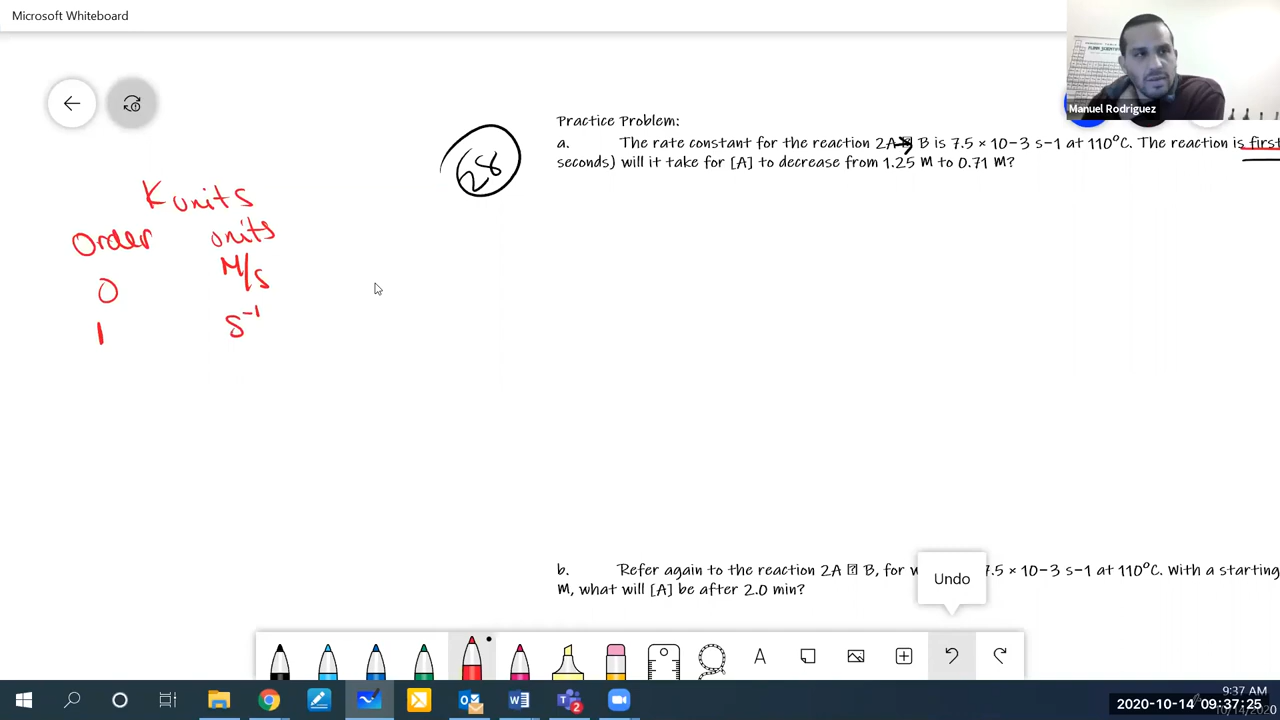 Microsoft Whiteboard
Manuel Rodriguez
Practice Problem:
a. The rate constant for the reaction 2A → B is 7.5 × 10-3 s-1 at 110°C. The reaction is first
seconds) will it take for [A] to decrease from 1.25 M to 0.71 M?
28
K units
Order units
0 M/s
1 s⁻¹
b. Refer again to the reaction 2A B, for 7.5 × 10-3 s-1 at 110°C. With a starting
M, what will [A] be after 2.0 min?
Undo
A
9:37 AM
2020-10-14 09:37:25